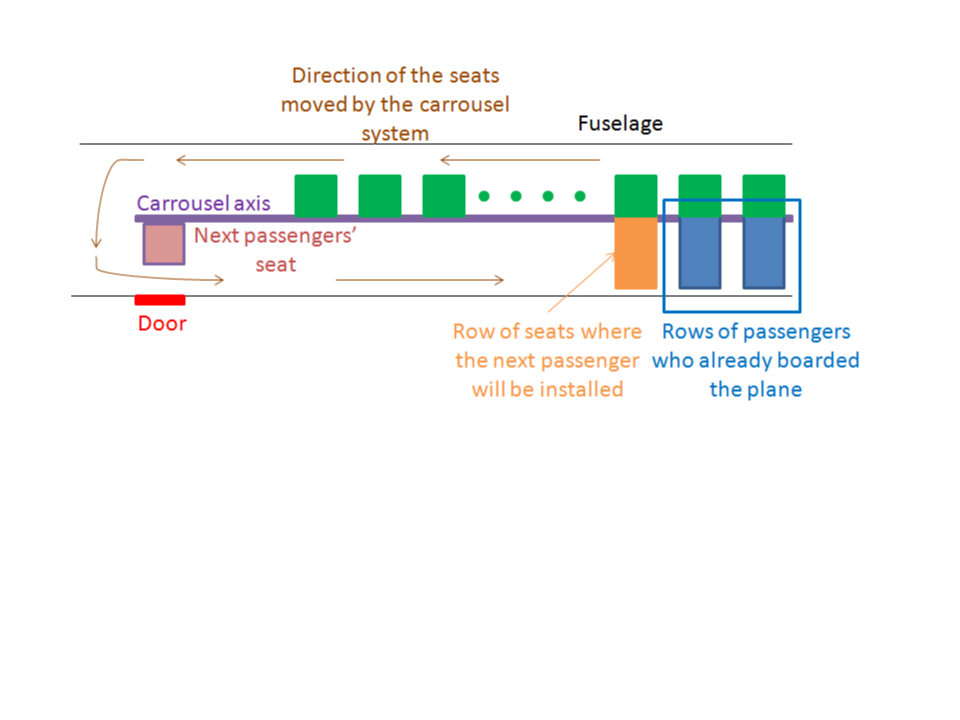 Direction of the seats
moved by the carrousel
system
Fuselage
Carrousel axis
Next passengers’
seat
Door
Row of seats where
the next passenger
will be installed
Rows of passengers
who already boarded
the plane